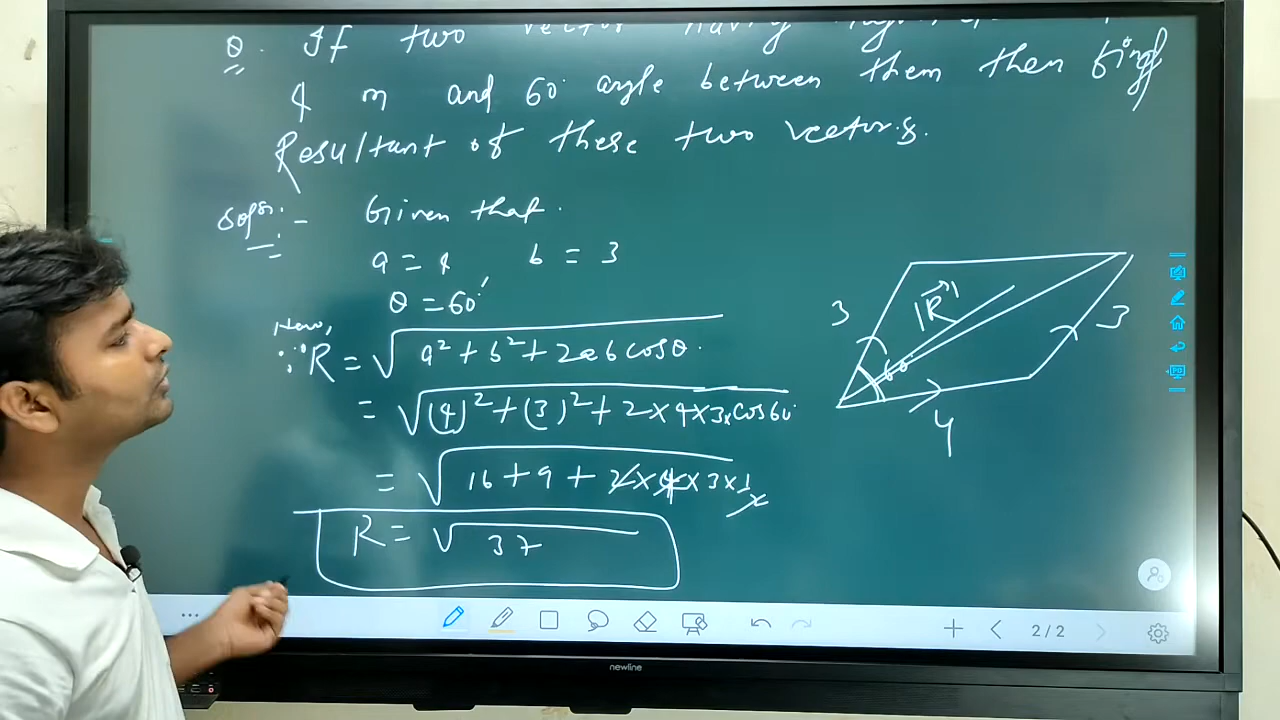 Q. If two vector having
4 m and 60° angle between them then find
Resultant of these two vectors.
Soln:- Given that.
a = 4, b = 3
θ = 60°
Now,
∵ R = √a² + b² + 2ab cosθ.
= √(4)² + (3)² + 2×4×3×cos60°
= √16 + 9 + 2×4×3×1/2
R = √37
3
|R⃗|
60°
3
4
2/2
newline